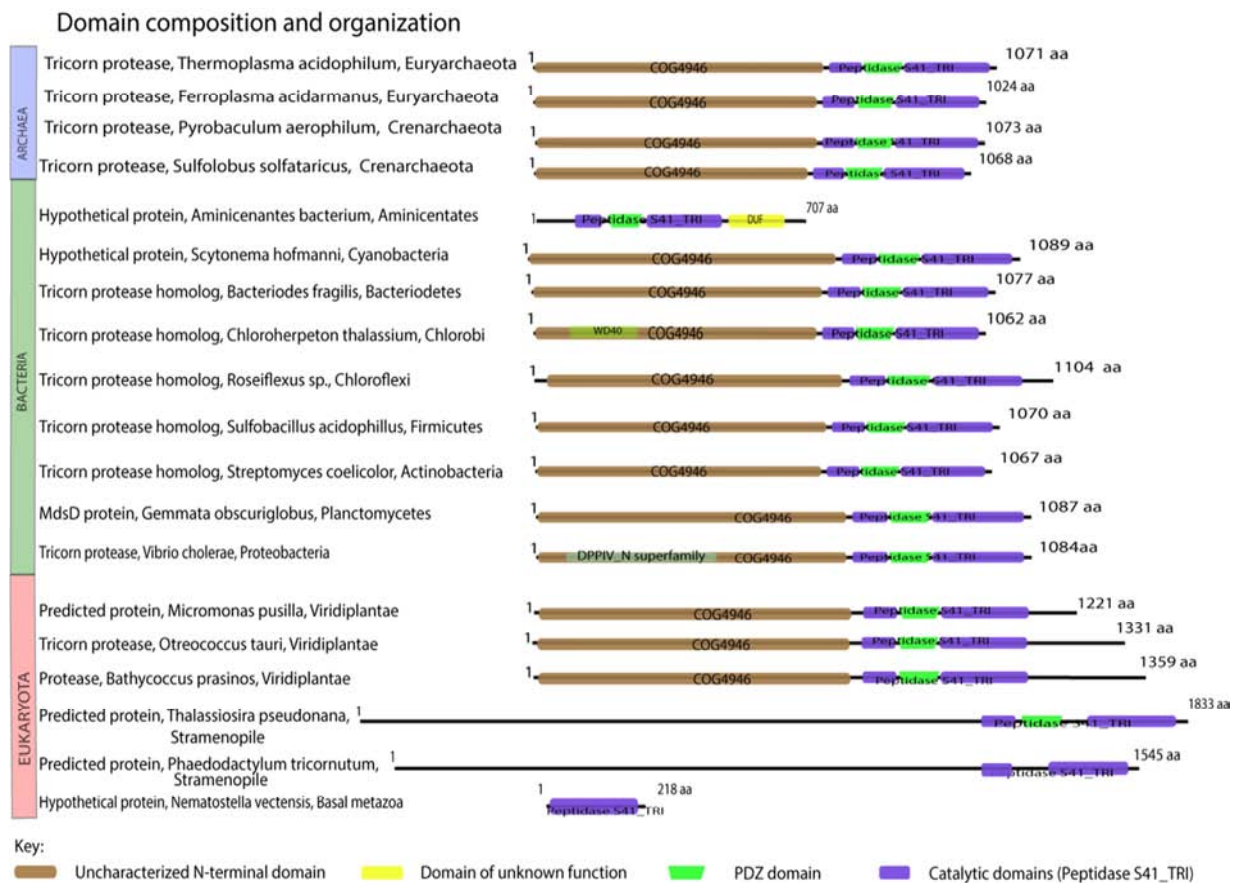 Domain composition and organization
ARCHAEA
Tricorn protease, Thermoplasma acidophilum, Euryarchaeota 1 COG4946 Peptidase S41_TRI 1071 aa
Tricorn protease, Ferroplasma acidarmanus, Euryarchaeota 1 COG4946 Peptidase S41_TRI 1024 aa
Tricorn protease, Pyrobaculum aerophilum, Crenarchaeota 1 COG4946 Peptidase S41_TRI 1073 aa
Tricorn protease, Sulfolobus solfataricus, Crenarchaeota 1 COG4946 Peptidase S41_TRI 1068 aa
BACTERIA
Hypothetical protein, Aminicenantes bacterium, Aminicentates 1 Peptidase S41_TRI DUF 707 aa
Hypothetical protein, Scytonema hofmanni, Cyanobacteria 1 COG4946 Peptidase S41_TRI 1089 aa
Tricorn protease homolog, Bacteriodes fragilis, Bacteriodetes 1 COG4946 Peptidase S41_TRI 1077 aa
Tricorn protease homolog, Chloroherpeton thalassium, Chlorobi 1 WD40 COG4946 Peptidase S41_TRI 1062 aa
Tricorn protease homolog, Roseiflexus sp., Chloroflexi 1 COG4946 Peptidase S41_TRI 1104 aa
Tricorn protease homolog, Sulfobacillus acidophillus, Firmicutes 1 COG4946 Peptidase S41_TRI 1070 aa
Tricorn protease homolog, Streptomyces coelicolor, Actinobacteria 1 COG4946 Peptidase S41_TRI 1067 aa
MdsD protein, Gemmata obscuriglobus, Planctomycetes 1 COG4946 Peptidase S41_TRI 1087 aa
Tricorn protease, Vibrio cholerae, Proteobacteria 1 DPPIV_N superfamily COG4946 Peptidase S41_TRI 1084aa
EUKARYOTA
Predicted protein, Micromonas pusilla, Viridiplantae 1 COG4946 Peptidase S41_TRI 1221 aa
Tricorn protease, Otreococcus tauri, Viridiplantae 1 COG4946 Peptidase S41_TRI 1331 aa
Protease, Bathycoccus prasinos, Viridiplantae 1 COG4946 Peptidase S41_TRI 1359 aa
Predicted protein, Thalassiosira pseudonana, 1 Peptidase S41_TRI 1833 aa
Stramenopile
Predicted protein, Phaedodactylum tricornutum, 1 Peptidase S41_TRI 1545 aa
Stramenopile
Hypothetical protein, Nematostella vectensis, Basal metazoa 1 Peptidase S41_TRI 218 aa
Key:
Uncharacterized N-terminal domain Domain of unknown function PDZ domain Catalytic domains (Peptidase S41_TRI)